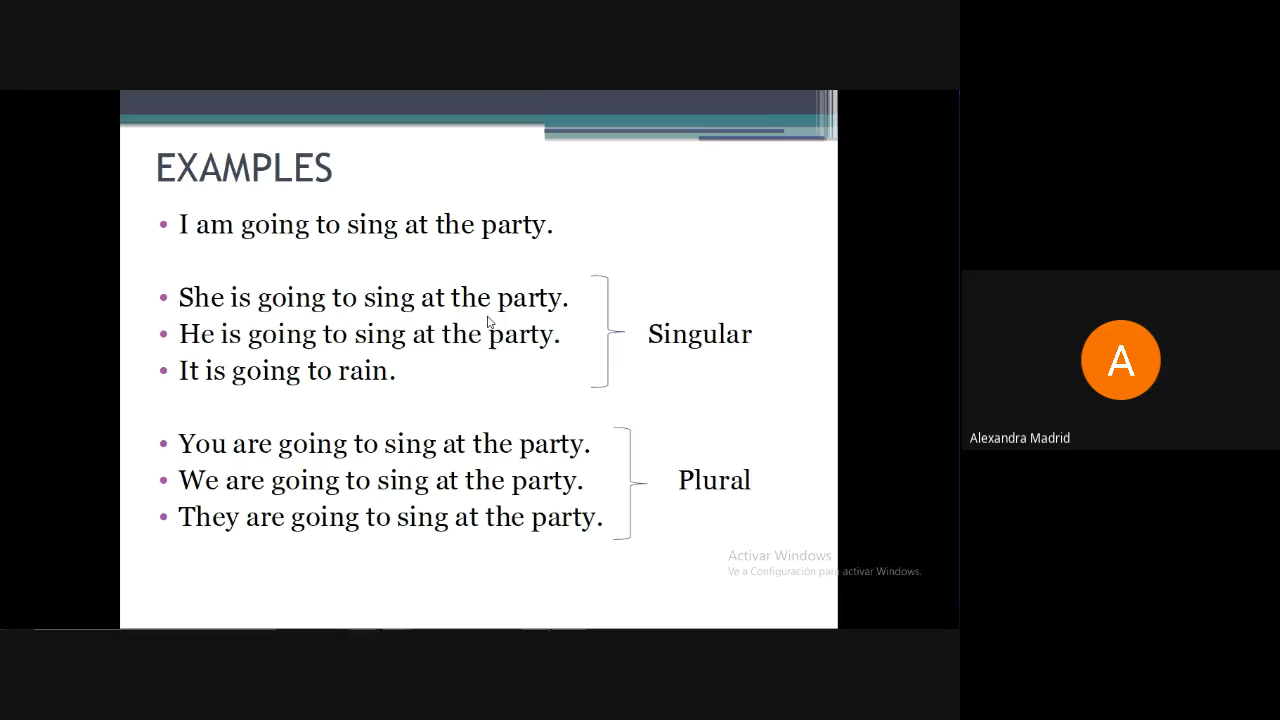 EXAMPLES
• I am going to sing at the party.
• She is going to sing at the party.
• He is going to sing at the party.
• It is going to rain.
Singular
• You are going to sing at the party.
• We are going to sing at the party.
• They are going to sing at the party.
Plural
Activar Windows
Ve a Configuración para activar Windows.
A
Alexandra Madrid